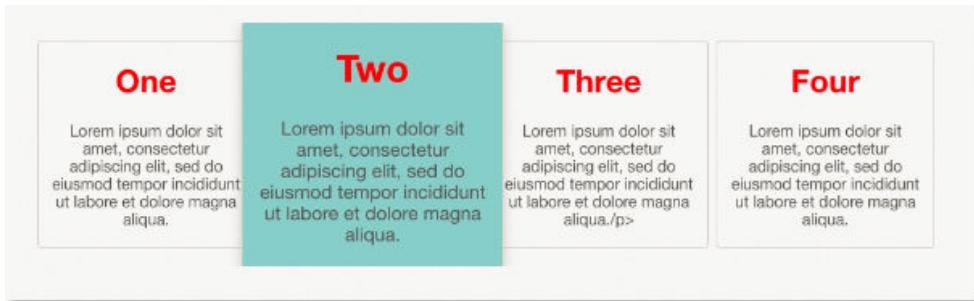 One
Lorem ipsum dolor sit
amet, consectetur
adipiscing elit, sed do
eiusmod tempor incididunt
ut labore et dolore magna
aliqua.
Two
Lorem ipsum dolor sit
amet, consectetur
adipiscing elit, sed do
eiusmod tempor incididunt
ut labore et dolore magna
aliqua.
Three
Lorem ipsum dolor sit
amet, consectetur
adipiscing elit, sed do
eiusmod tempor incididunt
ut labore et dolore magna
aliqua./p>
Four
Lorem ipsum dolor sit
amet, consectetur
adipiscing elit, sed do
eiusmod tempor incididunt
ut labore et dolore magna
aliqua.